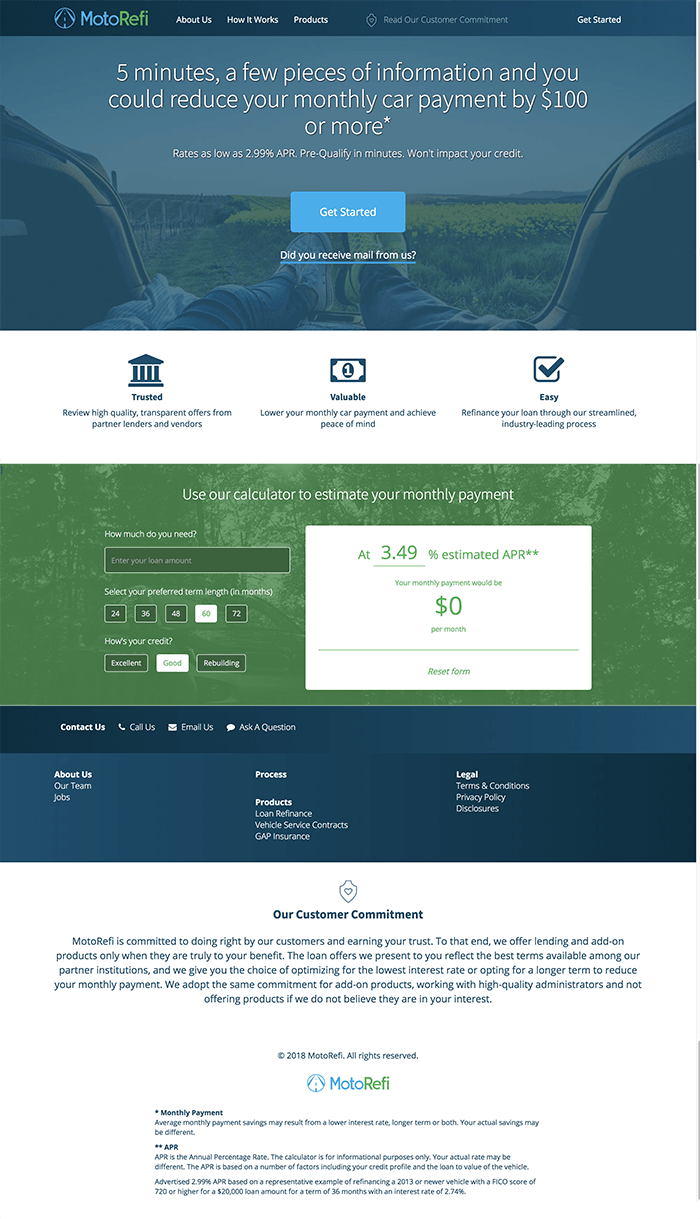 MotoRefi About Us How It Works Products Read Our Customer Commitment Get Started
5 minutes, a few pieces of information and you
could reduce your monthly car payment by $100
or more*
Rates as low as 2.99% APR. Pre-Qualify in minutes. Won't impact your credit.
Get Started
Did you receive mail from us?
1
Trusted
Review high quality, transparent offers from
partner lenders and vendors
Valuable
Lower your monthly car payment and achieve
peace of mind
Easy
Refinance your loan through our streamlined,
industry-leading process
Use our calculator to estimate your monthly payment
How much do you need?
Enter your loan amount
Select your preferred term length (in months)
24 36 48 60 72
How's your credit?
Excellent Good Rebuilding
At 3.49 % estimated APR**
Your monthly payment would be
$0
per month
Reset form
Contact Us Call Us Email Us Ask A Question
About Us
Our Team
Jobs
Process
Products
Loan Refinance
Vehicle Service Contracts
GAP Insurance
Legal
Terms & Conditions
Privacy Policy
Disclosures
Our Customer Commitment
MotoRefi is committed to doing right by our customers and earning your trust. To that end, we offer lending and add-on
products only when they are truly to your benefit. The loan offers we present to you reflect the best terms available among our
partner institutions, and we give you the choice of optimizing for the lowest interest rate or opting for a longer term to reduce
your monthly payment. We adopt the same commitment for add-on products, working with high-quality administrators and not
offering products if we do not believe they are in your interest.
© 2018 MotoRefi. All rights reserved.
MotoRefi
* Monthly Payment
Average monthly payment savings may result from a lower interest rate, longer term or both. Your actual savings may
be different.
** APR
APR is the Annual Percentage Rate. The calculator is for informational purposes only. Your actual rate may be
different. The APR is based on a number of factors including your credit profile and the loan to value of the vehicle.
Advertised 2.99% APR based on a representative example of refinancing a 2013 or newer vehicle with a FICO score of
720 or higher for a $20,000 loan amount for a term of 36 months with an interest rate of 2.74%.